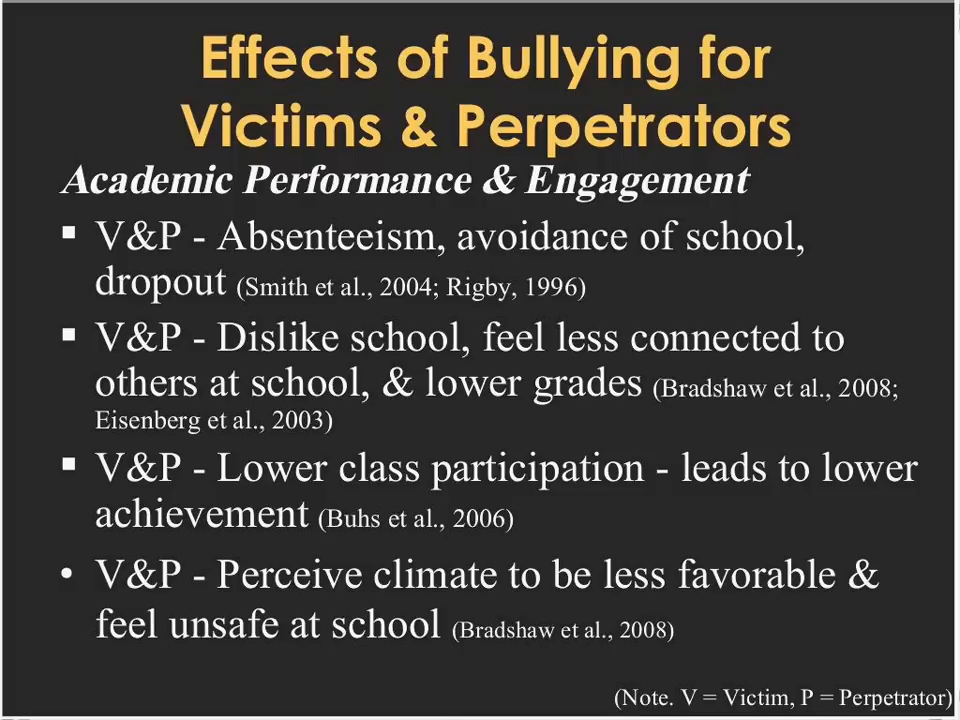 Effects of Bullying for
Victims & Perpetrators
Academic Performance & Engagement
▪ V&P - Absenteeism, avoidance of school,
dropout (Smith et al., 2004; Rigby, 1996)
▪ V&P - Dislike school, feel less connected to
others at school, & lower grades (Bradshaw et al., 2008;
Eisenberg et al., 2003)
▪ V&P - Lower class participation - leads to lower
achievement (Buhs et al., 2006)
• V&P - Perceive climate to be less favorable &
feel unsafe at school (Bradshaw et al., 2008)
(Note. V = Victim, P = Perpetrator)